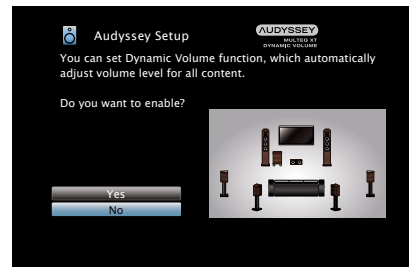 Audyssey Setup
AUDYSSEY
MULTEQ XT
DYNAMIC VOLUME
You can set Dynamic Volume function, which automatically
adjust volume level for all content.
Do you want to enable?
Yes
No